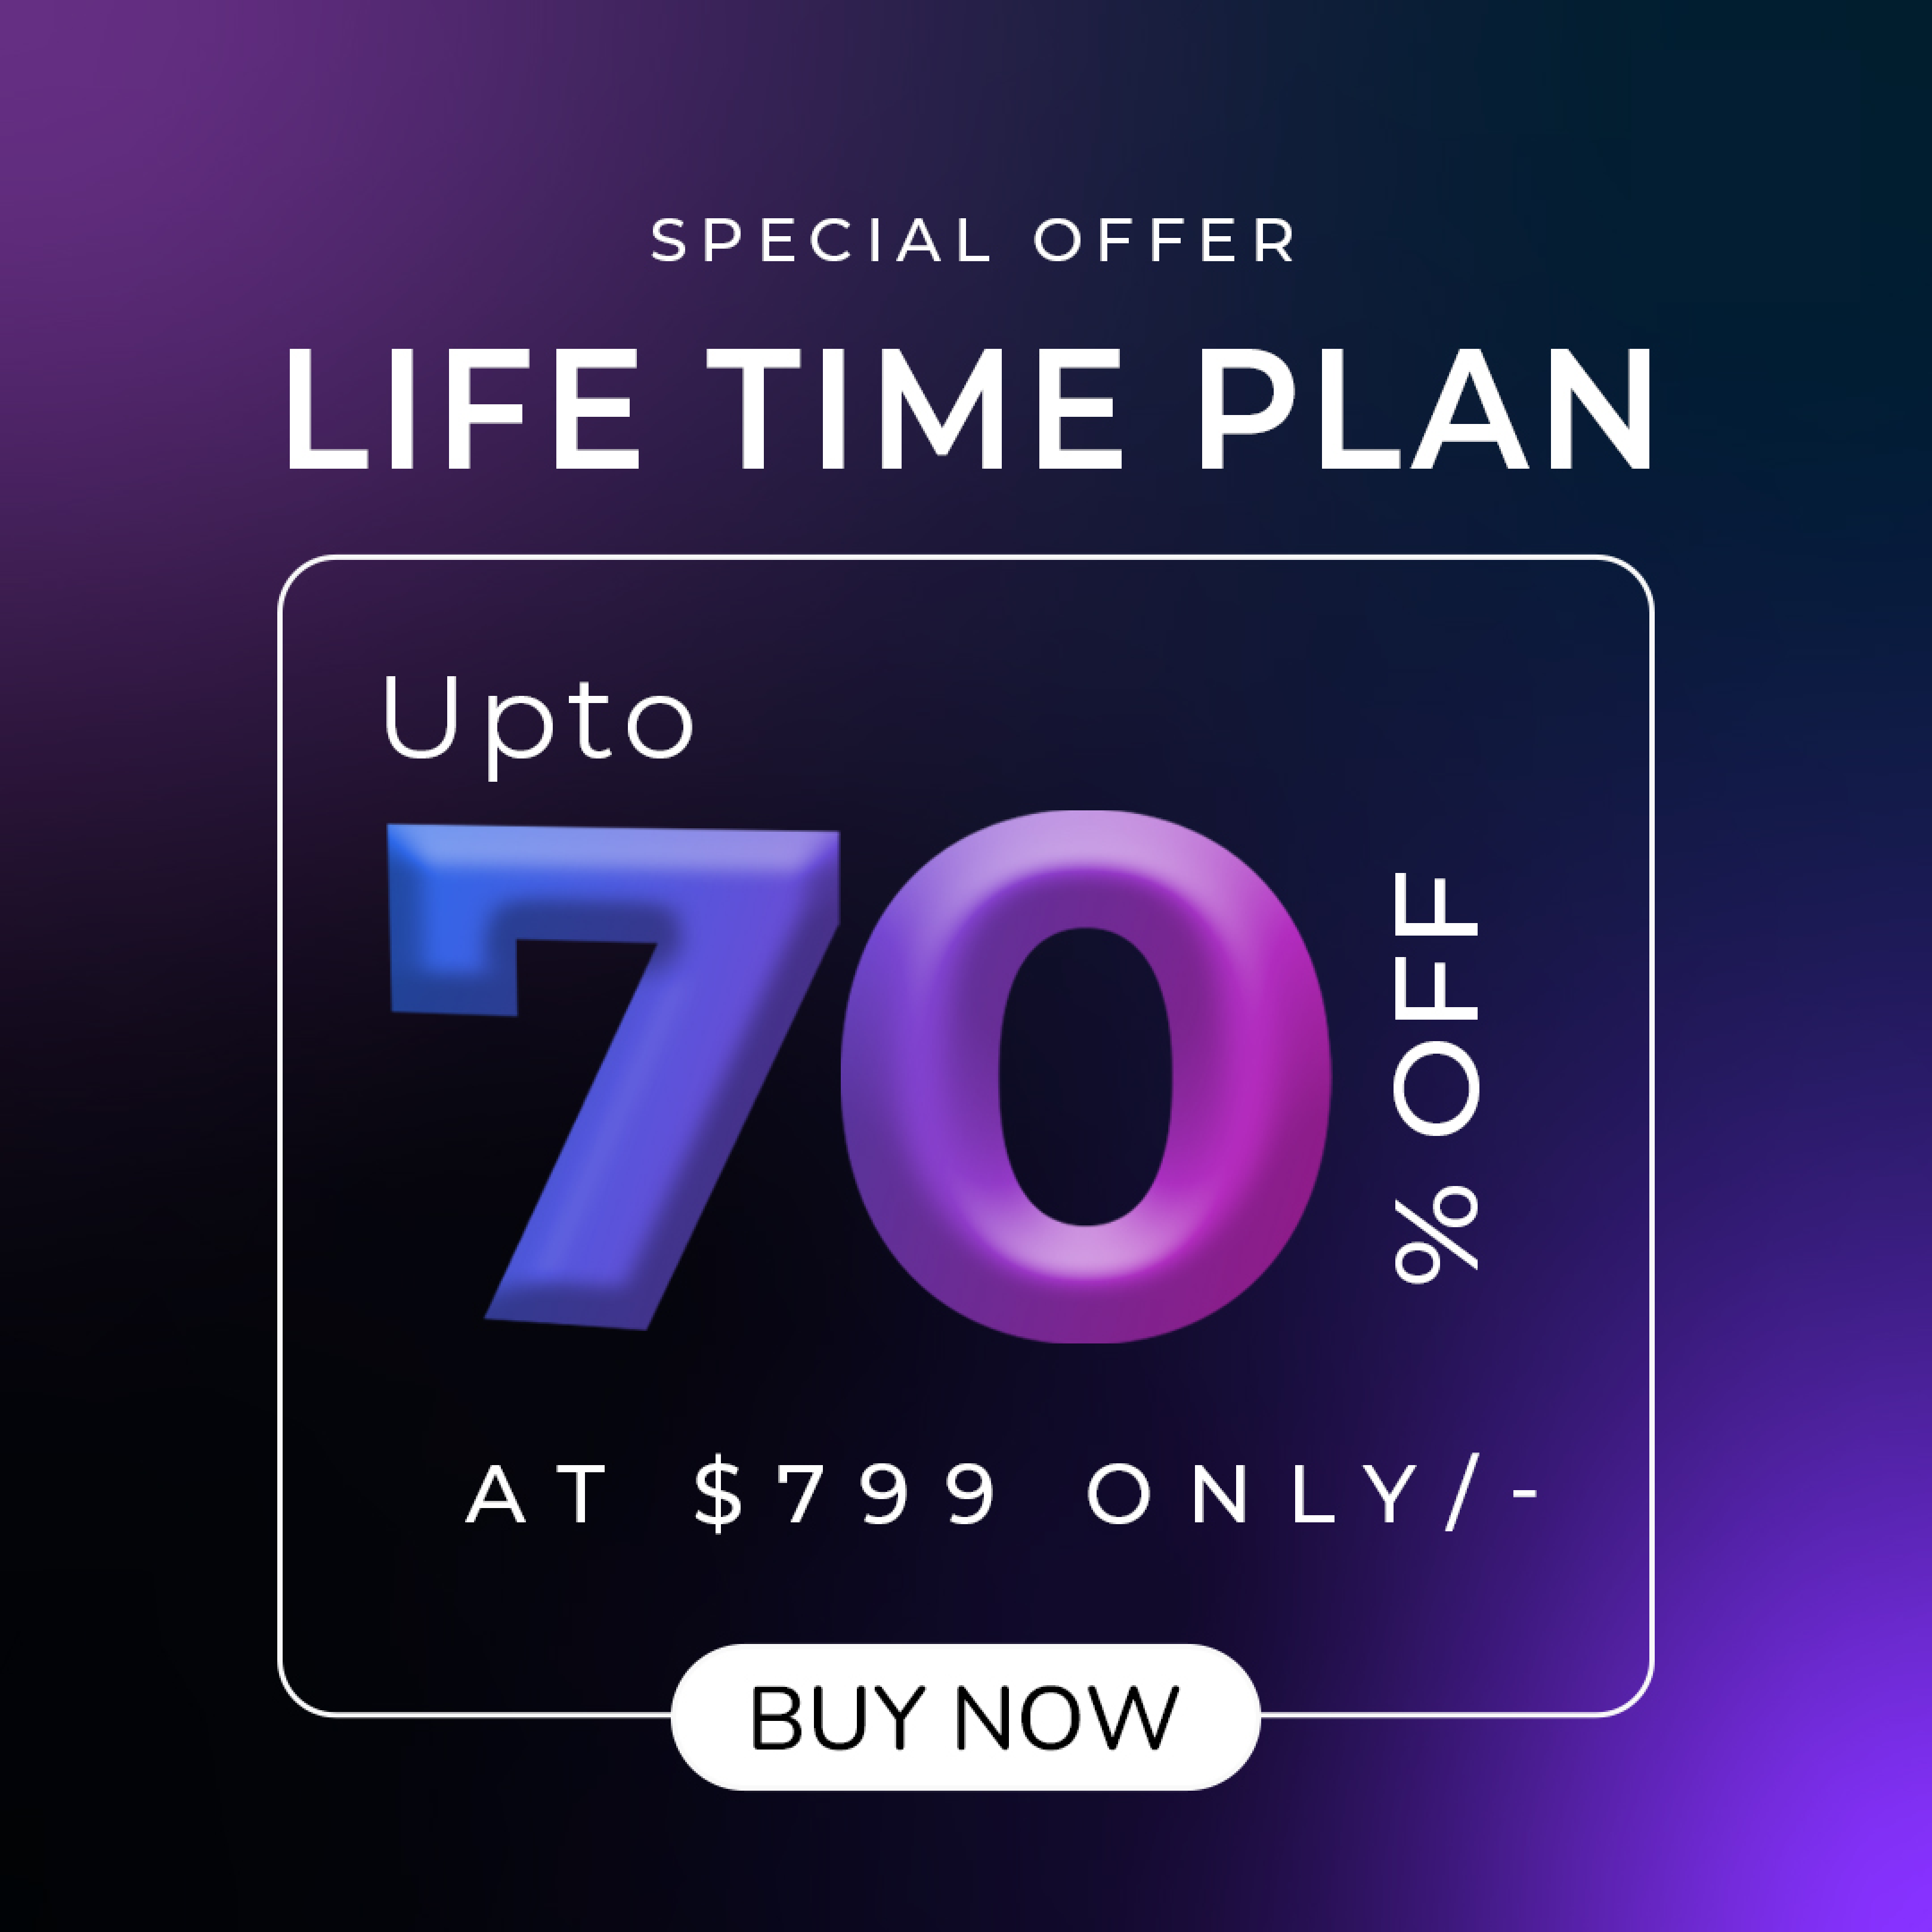 SPECIAL OFFER
LIFE TIME PLAN
Upto
70
% OFF
AT $799 ONLY/-
BUY NOW